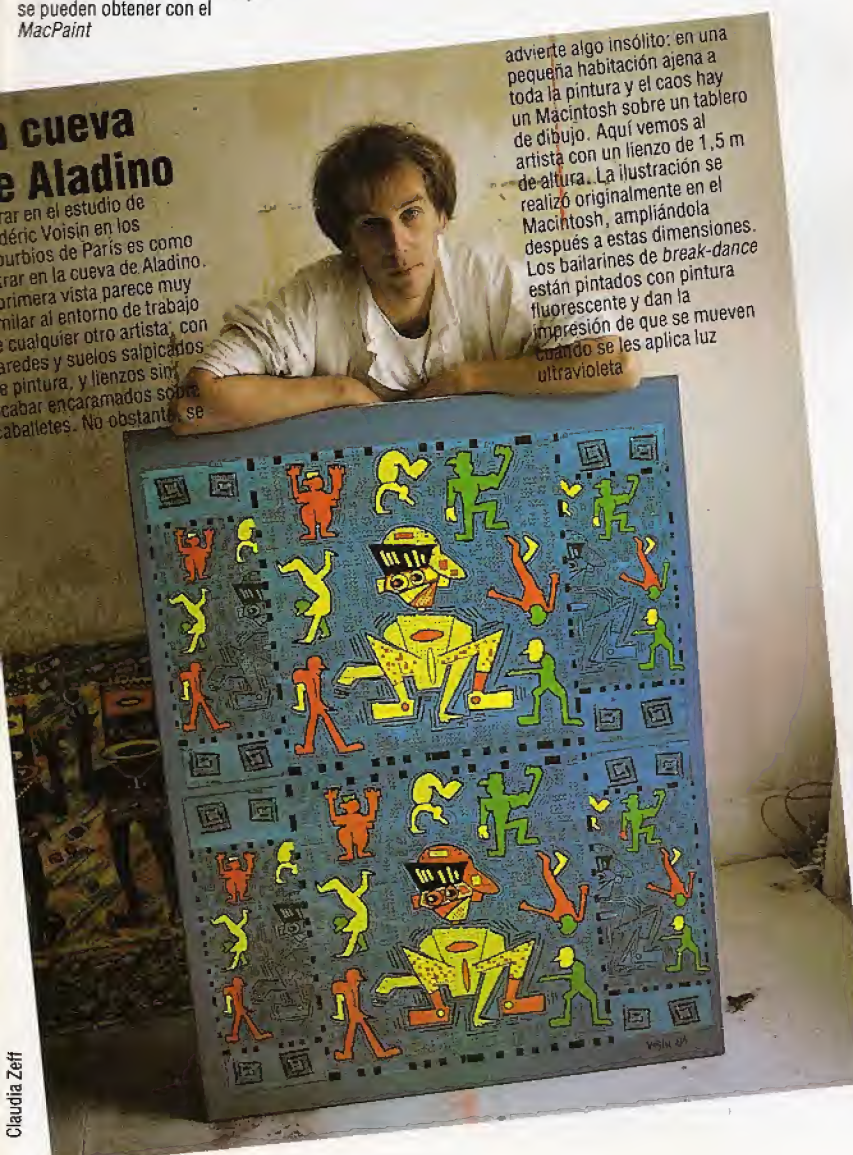 se pueden obtener con el
MacPaint
cueva
Aladino
rar en el estudio de
déric Voisin en los
burbios de París es como
trar en la cueva de Aladino.
primera vista parece muy
milar al entorno de trabajo
e cualquier otro artista, con
aredes y suelos salpicados
e pintura, y lienzos sin
cabar encaramados sobre
caballetes. No obstante, se
advierte algo insólito: en una
pequeña habitación ajena a
toda la pintura y el caos hay
un Macintosh sobre un tablero
de dibujo. Aquí vemos al
artista con un lienzo de 1,5 m
de altura. La ilustración se
realizó originalmente en el
Macintosh, ampliándola
después a estas dimensiones.
Los bailarines de break-dance
están pintados con pintura
fluorescente y dan la
impresión de que se mueven
cuando se les aplica luz
ultravioleta
Claudia Zeff